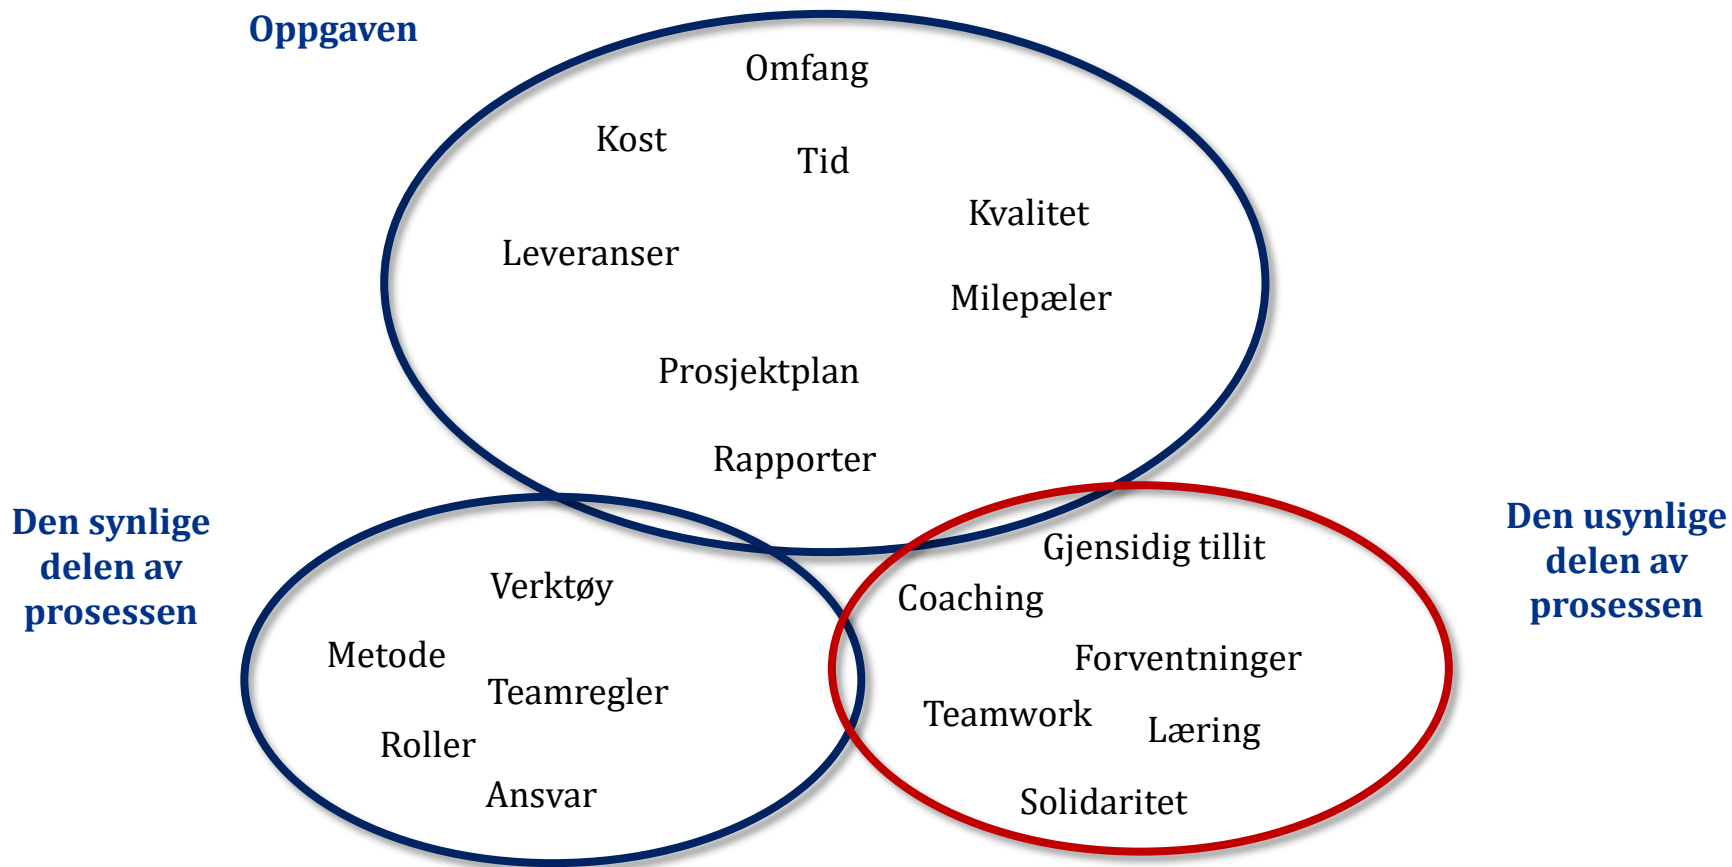 Oppgaven
Omfang
Kost
Tid
Kvalitet
Leveranser
Milepæler
Prosjektplan
Rapporter
Den synlige
delen av
prosessen
Verktøy
Metode
Teamregler
Roller
Ansvar
Den usynlige
delen av
prosessen
Gjensidig tillit
Coaching
Forventninger
Teamwork
Læring
Solidaritet